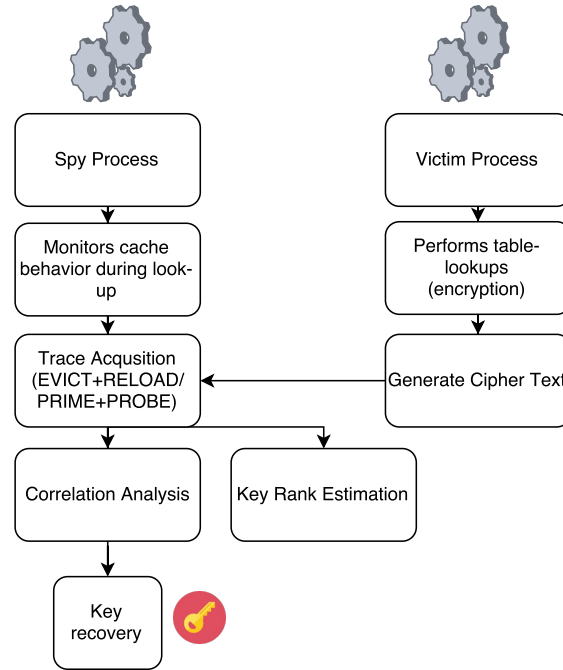 Spy Process
Victim Process
Monitors cache
behavior during look-
up
Performs table-
lookups
(encryption)
Trace Acqusition
(EVICT+RELOAD/
PRIME+PROBE)
Generate Cipher Text
Correlation Analysis
Key Rank Estimation
Key
recovery